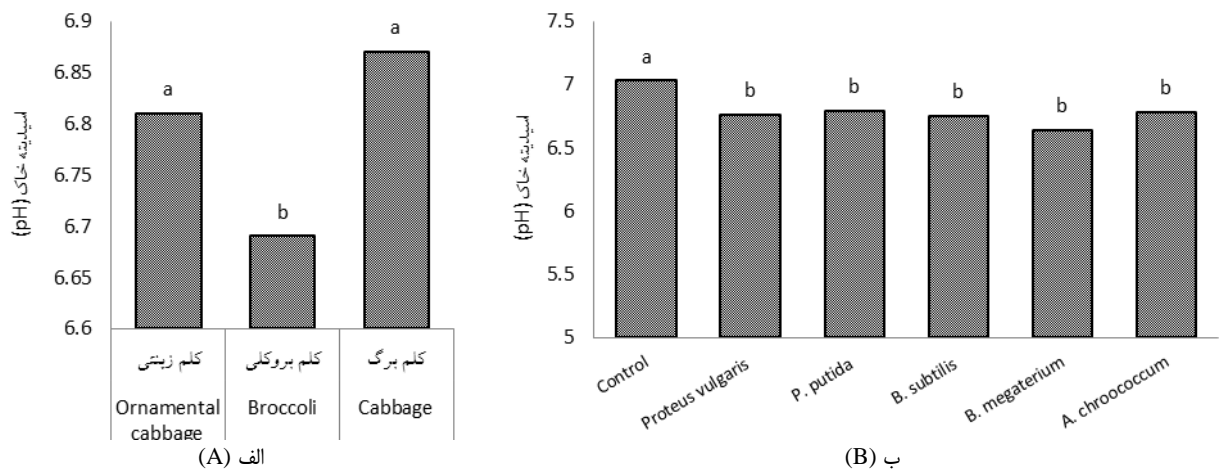 اسیدیته خاک (pH)
6.9
6.85
6.8
6.75
6.7
6.65
6.6
a
b
a
کلم زینتی
کلم بروکلی
کلم برگ
Ornamental
cabbage
Broccoli
Cabbage
الف (A)
اسیدیته خاک (pH)
7.5
7
6.5
6
5.5
5
a
b
b
b
b
b
Control
Proteus vulgaris
P. putida
B. subtilis
B. megaterium
A. chroococcum
ب (B)